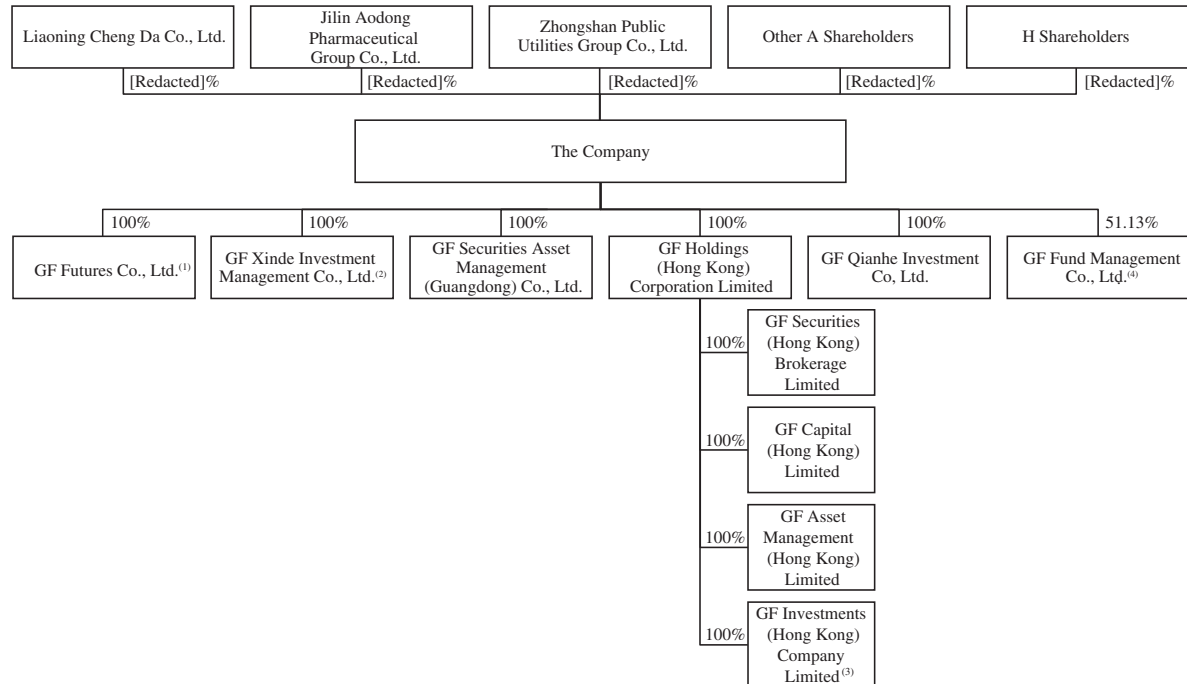 Liaoning Cheng Da Co., Ltd.
Jilin Aodong
Pharmaceutical
Group Co., Ltd.
Zhongshan Public
Utilities Group Co., Ltd.
Other A Shareholders
H Shareholders
[Redacted]%
[Redacted]%
[Redacted]%
[Redacted]%
[Redacted]%
The Company
100%
100%
100%
100%
100%
51.13%
GF Futures Co., Ltd.(1)
GF Xinde Investment
Management Co., Ltd.(2)
GF Securities Asset
Management
(Guangdong) Co., Ltd.
GF Holdings
(Hong Kong)
Corporation Limited
GF Qianhe Investment
Co, Ltd.
GF Fund Management
Co., Ltd.(4)
100%
GF Securities
(Hong Kong)
Brokerage
Limited
100%
GF Capital
(Hong Kong)
Limited
100%
GF Asset
Management
(Hong Kong)
Limited
100%
GF Investments
(Hong Kong)
Company
Limited(3)